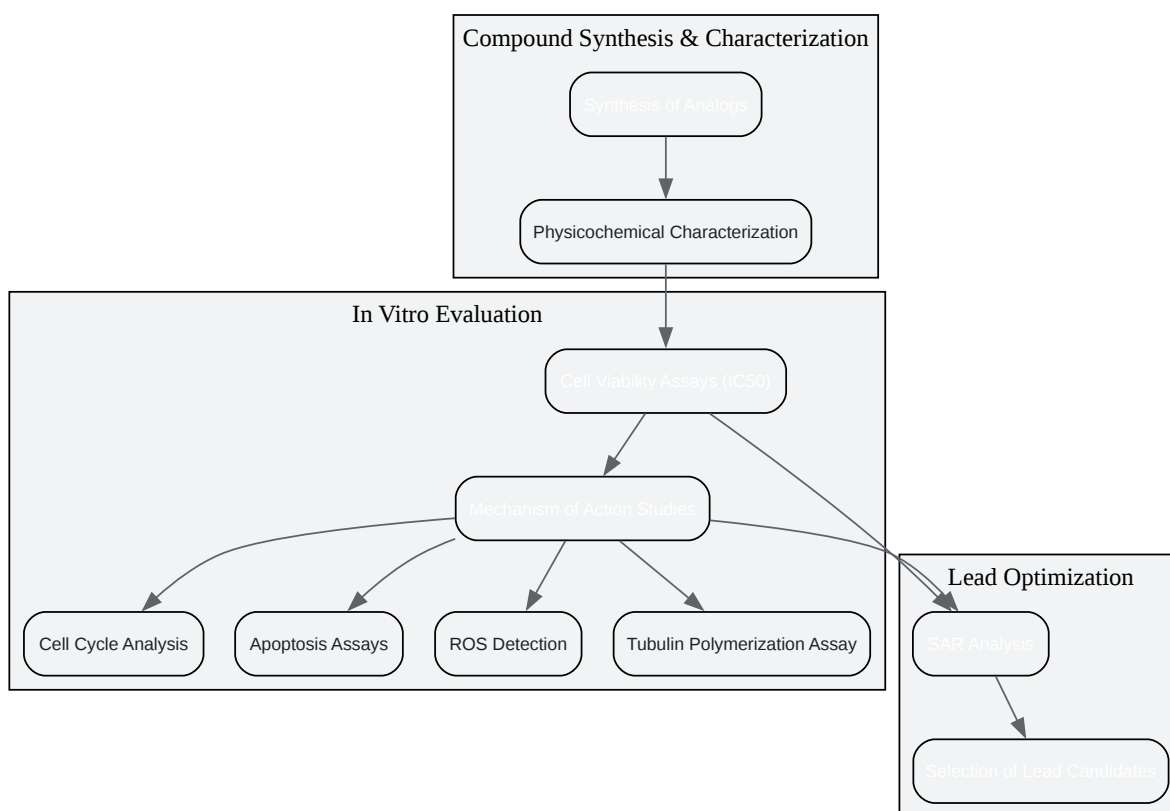 Compound Synthesis & Characterization
Synthesis of Analogs
Physicochemical Characterization
In Vitro Evaluation
Cell Viability Assays (IC50)
Mechanism of Action Studies
Cell Cycle Analysis
Apoptosis Assays
ROS Detection
Tubulin Polymerization Assay
Lead Optimization
SAR Analysis
Selection of Lead Candidates